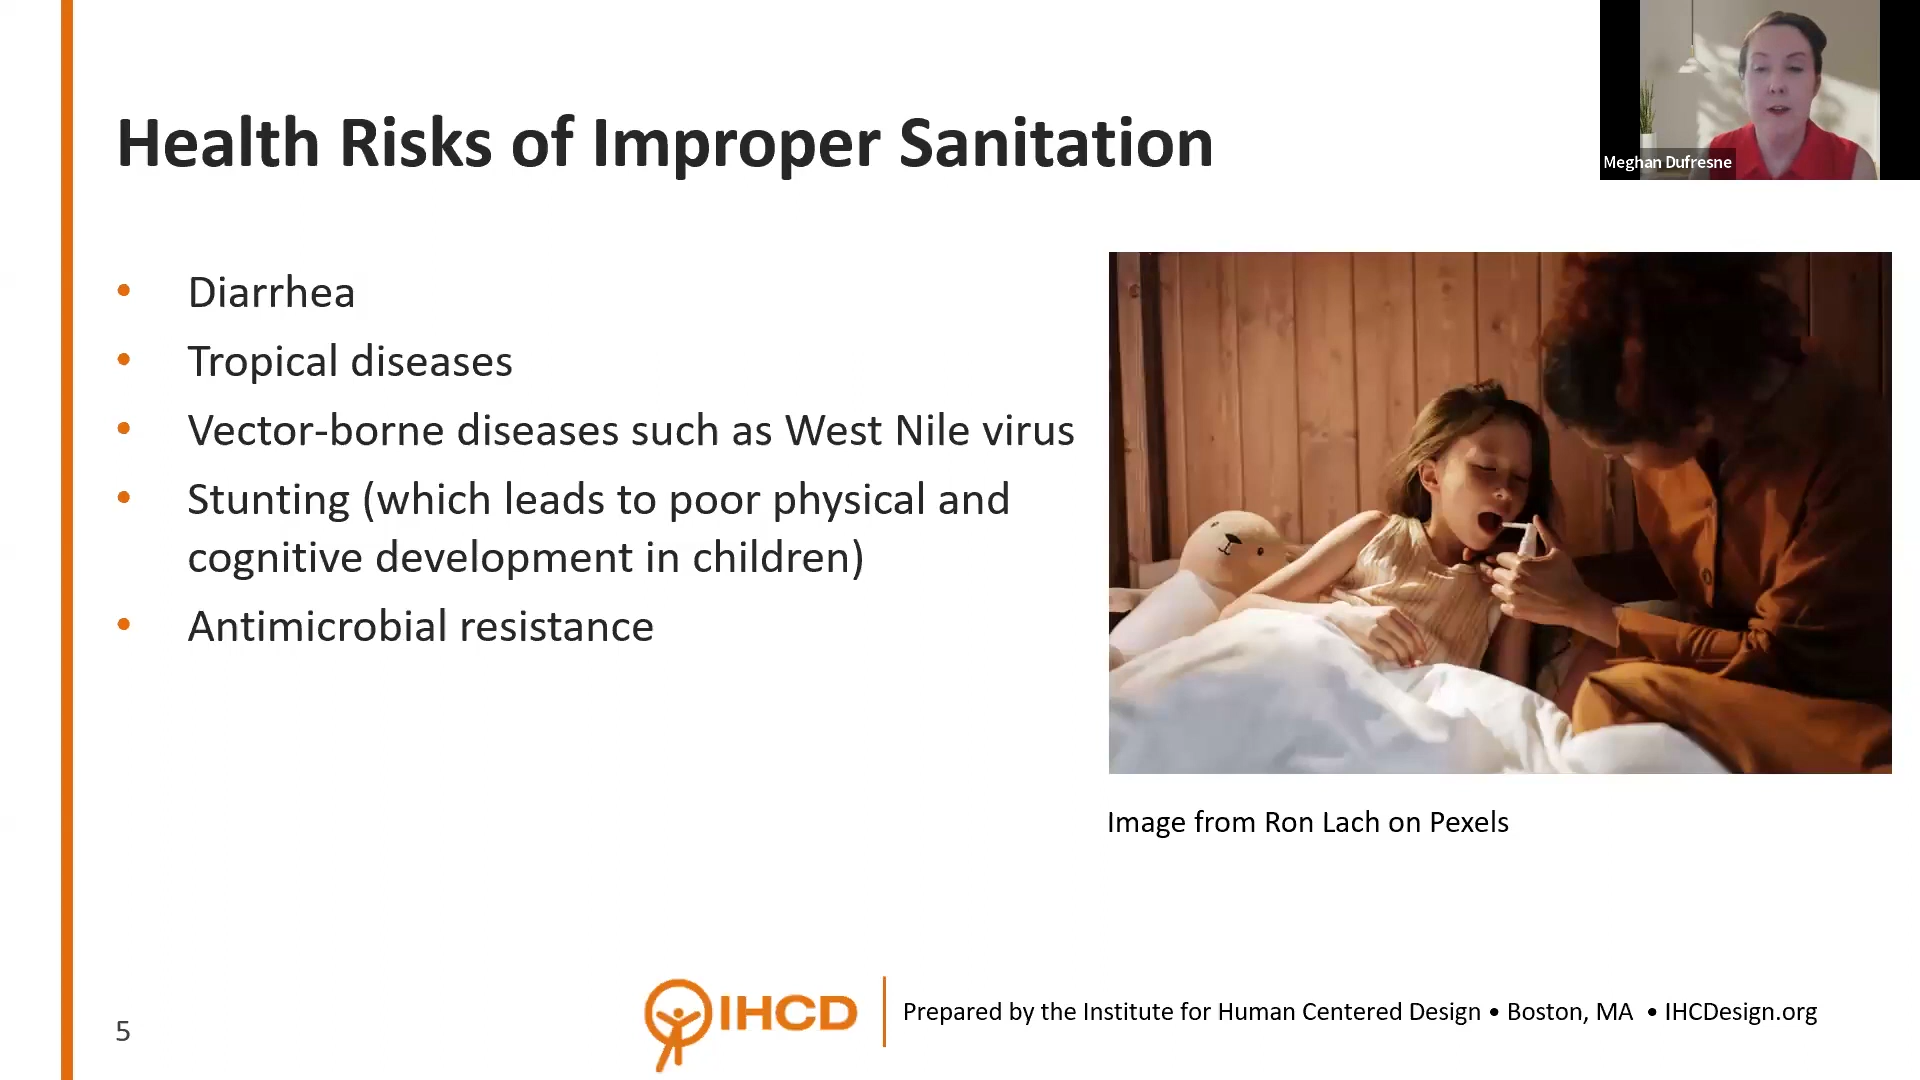 Health Risks of Improper Sanitation
Meghan Dufresne
• Diarrhea
• Tropical diseases
• Vector-borne diseases such as West Nile virus
• Stunting (which leads to poor physical and
cognitive development in children)
• Antimicrobial resistance
Image from Ron Lach on Pexels
5
IHCD
Prepared by the Institute for Human Centered Design • Boston, MA • IHCDesign.org